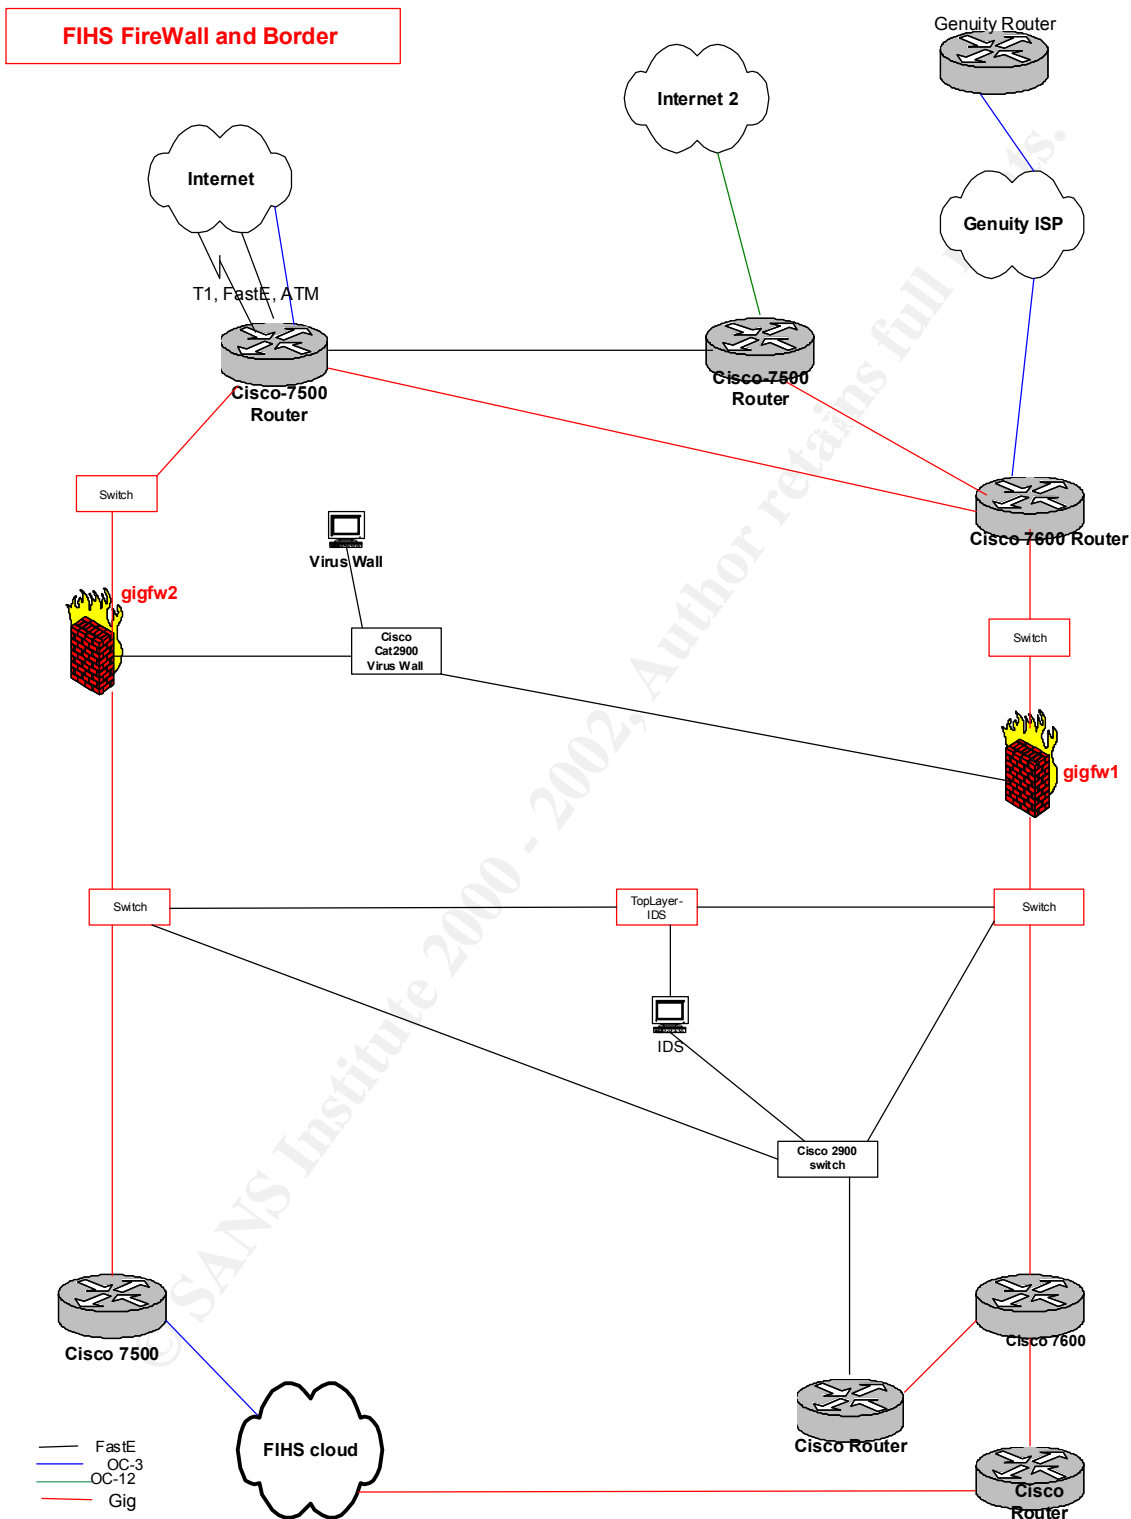 FIHS FireWall and Border
Genuity Router
Internet 2
Internet
Genuity ISP
T1, FastE, ATM
Cisco-7500
Router
Cisco-7500
Router
Switch
Cisco 7600 Router
Virus Wall
gigfw2
Cisco
Cat2900
Virus Wall
Switch
gigfw1
Switch
TopLayer-
IDS
Switch
IDS
Cisco 2900
switch
Cisco 7500
Cisco 7600
FIHS cloud
Cisco Router
Cisco
Router
FastE
OC-3
OC-12
Gig
© SANS Institute 2000 - 2002, Author retains full rights.